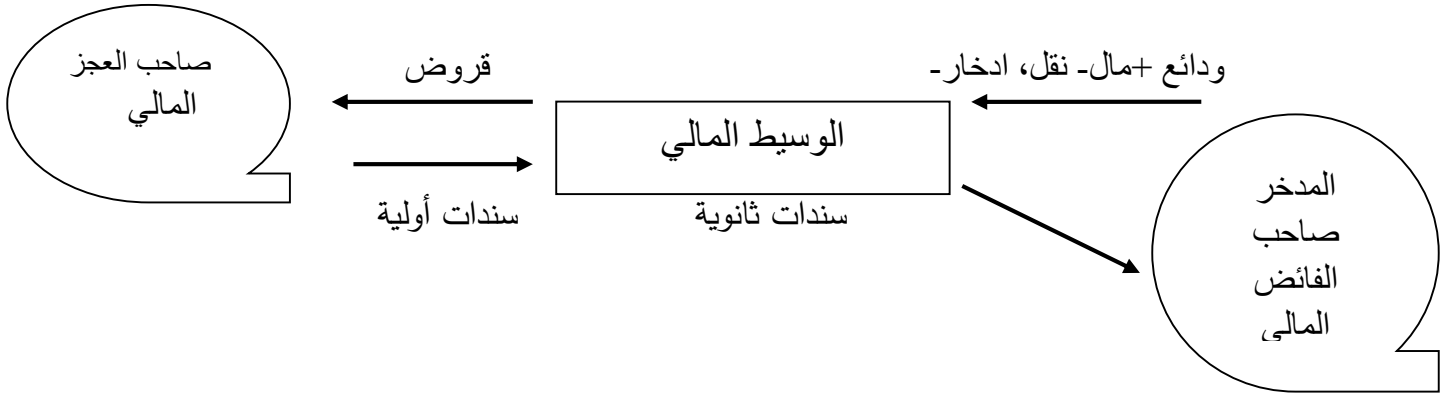 ودائع +مال- نقل، ادخار-
قروض
صاحب العجز
المالي
الوسيط المالي
سندات أولية
سندات ثانوية
المدخر
صاحب
الفائض
المالي